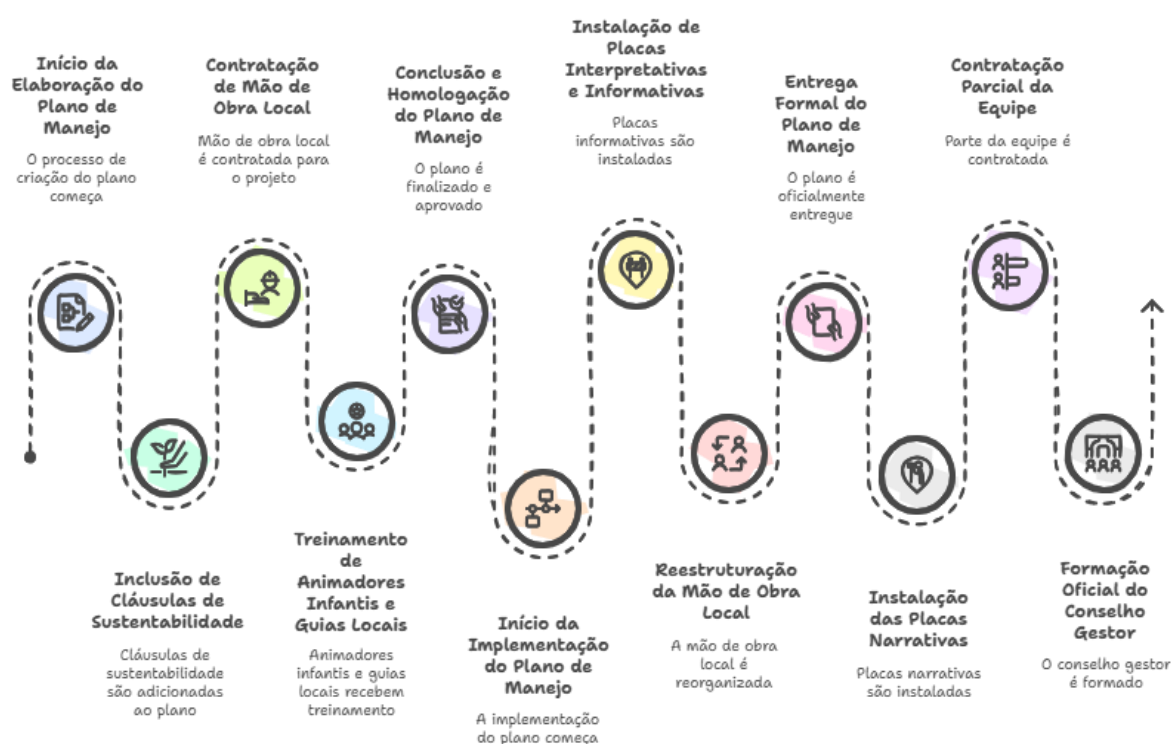 Início da
Elaboração do
Plano de
Manejo
O processo de
criação do plano
começa
Inclusão de
Cláusulas de
Sustentabilidade
Cláusulas de
sustentabilidade
são adicionadas
ao plano
Contratação
de Mão de
Obra Local
Mão de obra local
é contratada para
o projeto
Treinamento
de
Animadores
Infantis e
Guias Locais
Animadores
infantis e guias
locais recebem
treinamento
Conclusão e
Homologação
do Plano de
Manejo
O plano é
finalizado e
aprovado
Início da
Implementação
do Plano de
Manejo
A implementação
do plano começa
Instalação de
Placas
Interpretativas
e Informativas
Placas
informativas são
instaladas
Reestruturação
da Mão de Obra
Local
A mão de obra
local é
reorganizada
Entrega
Formal do
Plano de
Manejo
O plano é
oficialmente
entregue
Instalação
das Placas
Narrativas
Placas narrativas
são instaladas
Contratação
Parcial da
Equipe
Parte da equipe é
contratada
Formação
Oficial do
Conselho
Gestor
O conselho gestor
é formado